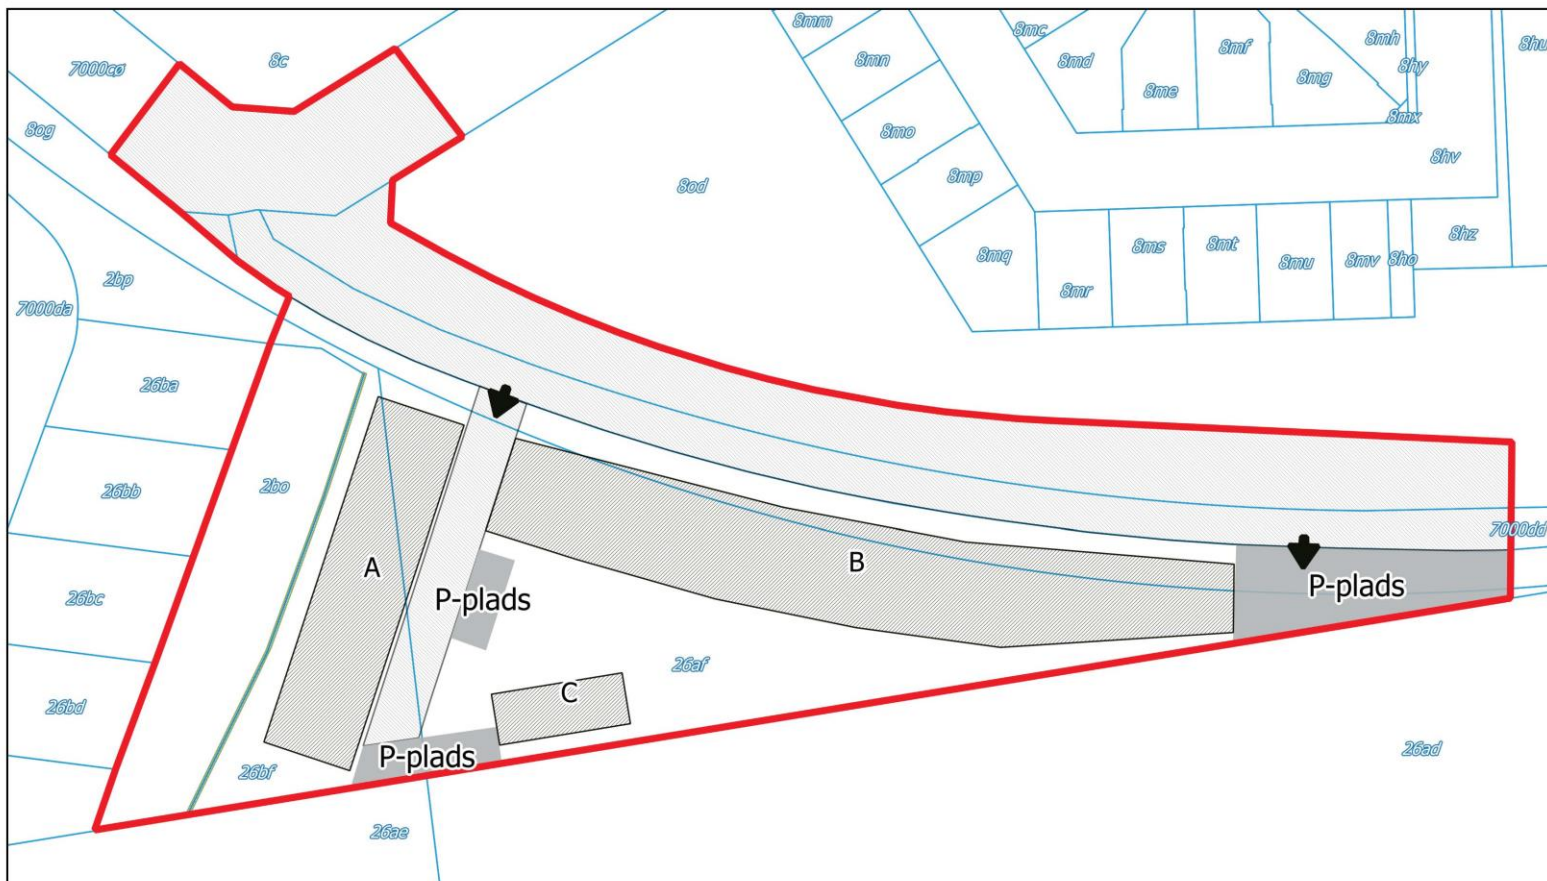 8mm
8mc
8mh
8hu
8c
7000cø
8mn
8md
8mf
8hy
8mg
8me
8mx
8og
8mo
8hv
8mp
8od
8hz
8mq
8ms
8mt
8mu
8mv
8ho
2bp
8mr
7000da
26ba
26bb
2bo
7000dd
A
B
P-plads
P-plads
26bc
26af
C
26bd
26ad
P-plads
26bf
26ae